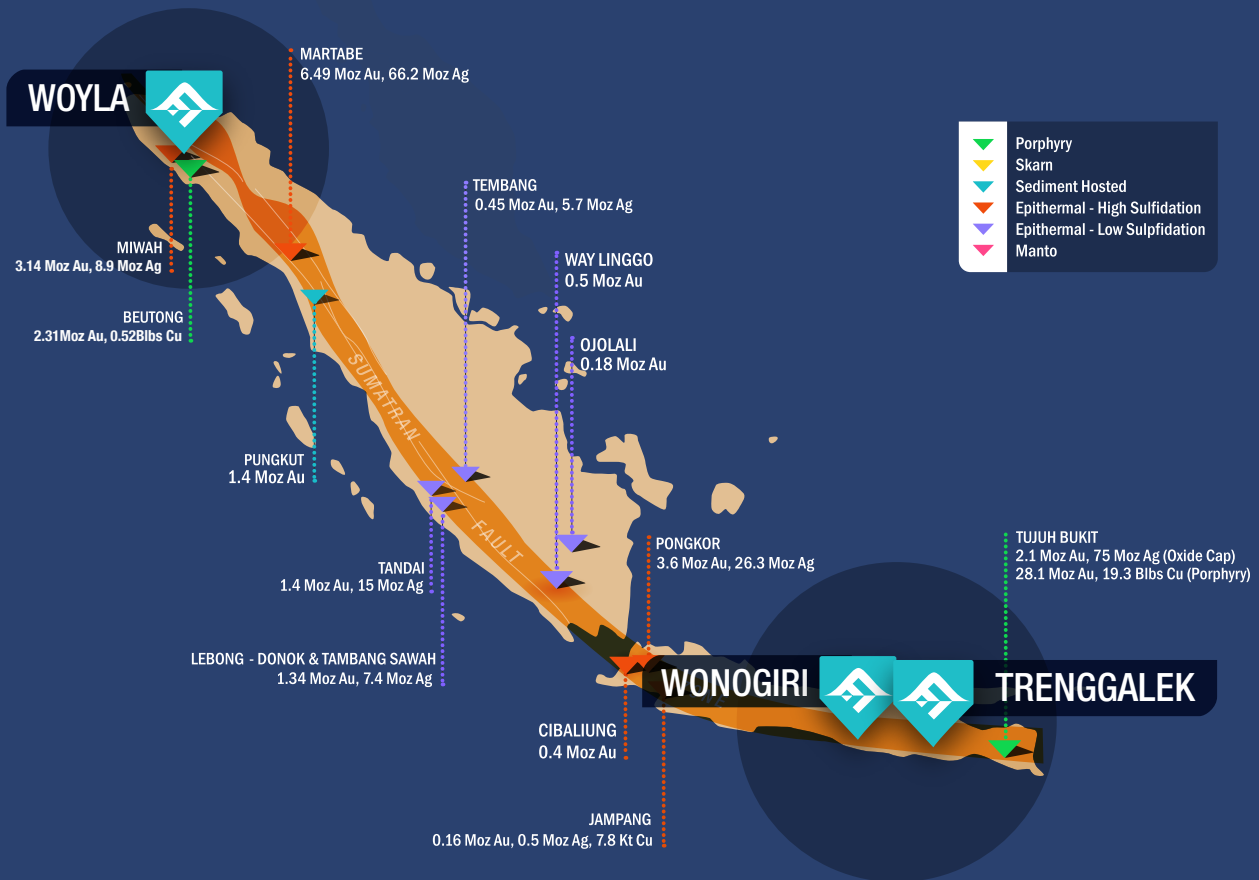 MARTABE
6.49 Moz Au, 66.2 Moz Ag
WOYLA
Porphyry
Skarn
Sediment Hosted
Epithermal - High Sulfidation
Epithermal - Low Sulpfidation
Manto
TEMBANG
0.45 Moz Au, 5.7 Moz Ag
MIWAH
3.14 Moz Au, 8.9 Moz Ag
WAY LINGGO
0.5 Moz Au
BEUTONG
2.31Moz Au, 0.52Blbs Cu
OJOLALI
0.18 Moz Au
SUMATRAN
FAULT
PUNGKUT
1.4 Moz Au
TANDAI
1.4 Moz Au, 15 Moz Ag
PONGKOR
3.6 Moz Au, 26.3 Moz Ag
TUJUH BUKIT
2.1 Moz Au, 75 Moz Ag (Oxide Cap)
28.1 Moz Au, 19.3 Blbs Cu (Porphyry)
LEBONG - DONOK & TAMBANG SAWAH
1.34 Moz Au, 7.4 Moz Ag
WONOGIRI
TRENGGALEK
CIBALIUNG
0.4 Moz Au
JAMPANG
0.16 Moz Au, 0.5 Moz Ag, 7.8 Kt Cu